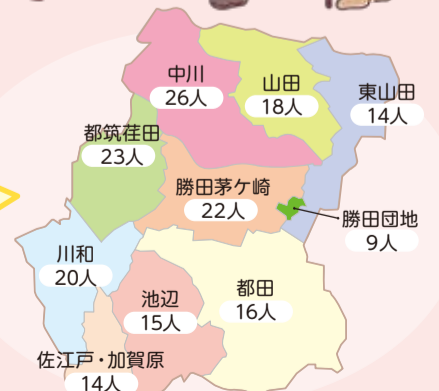 中川
26人
山田
18人
東山田
14人
都筑荏田
23人
勝田茅ケ崎
22人
勝田団地
9人
川和
20人
池辺
15人
都田
16人
佐江戸・加賀原
14人